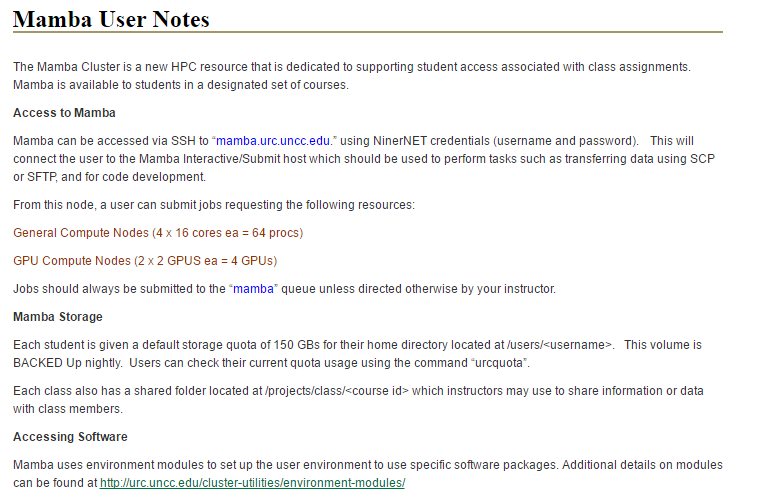 Mamba User Notes
The Mamba Cluster is a new HPC resource that is dedicated to supporting student access associated with class assignments.
Mamba is available to students in a designated set of courses.
Access to Mamba
Mamba can be accessed via SSH to “mamba.urc.uncc.edu.” using NinerNET credentials (username and password).   This will
connect the user to the Mamba Interactive/Submit host which should be used to perform tasks such as transferring data using SCP
or SFTP, and for code development.
From this node, a user can submit jobs requesting the following resources:
General Compute Nodes (4 x 16 cores ea = 64 procs)
GPU Compute Nodes (2 x 2 GPUS ea = 4 GPUs)
Jobs should always be submitted to the “mamba” queue unless directed otherwise by your instructor.
Mamba Storage
Each student is given a default storage quota of 150 GBs for their home directory located at /users/<username>.   This volume is
BACKED Up nightly.  Users can check their current quota usage using the command “urcquota”.
Each class also has a shared folder located at /projects/class/<course id> which instructors may use to share information or data
with class members.
Accessing Software
Mamba uses environment modules to set up the user environment to use specific software packages. Additional details on modules
can be found at http://urc.uncc.edu/cluster-utilities/environment-modules/